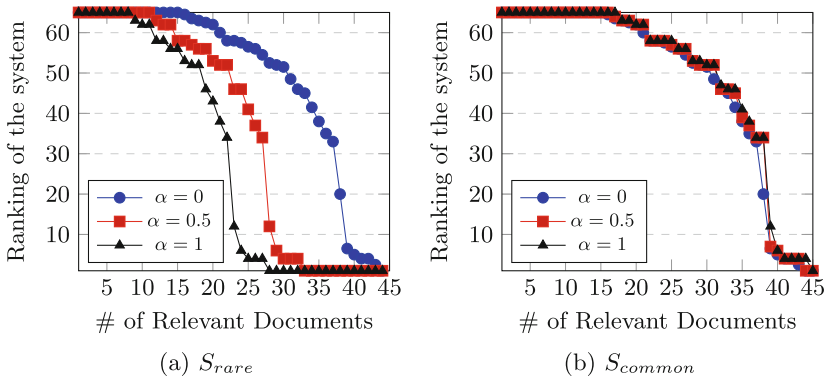 Ranking of the system
60
50
40
30
20
10
α = 0
α = 0.5
α = 1
5 10 15 20 25 30 35 40 45
# of Relevant Documents
(a) S_rare
Ranking of the system
60
50
40
30
20
10
α = 0
α = 0.5
α = 1
5 10 15 20 25 30 35 40 45
# of Relevant Documents
(b) S_common